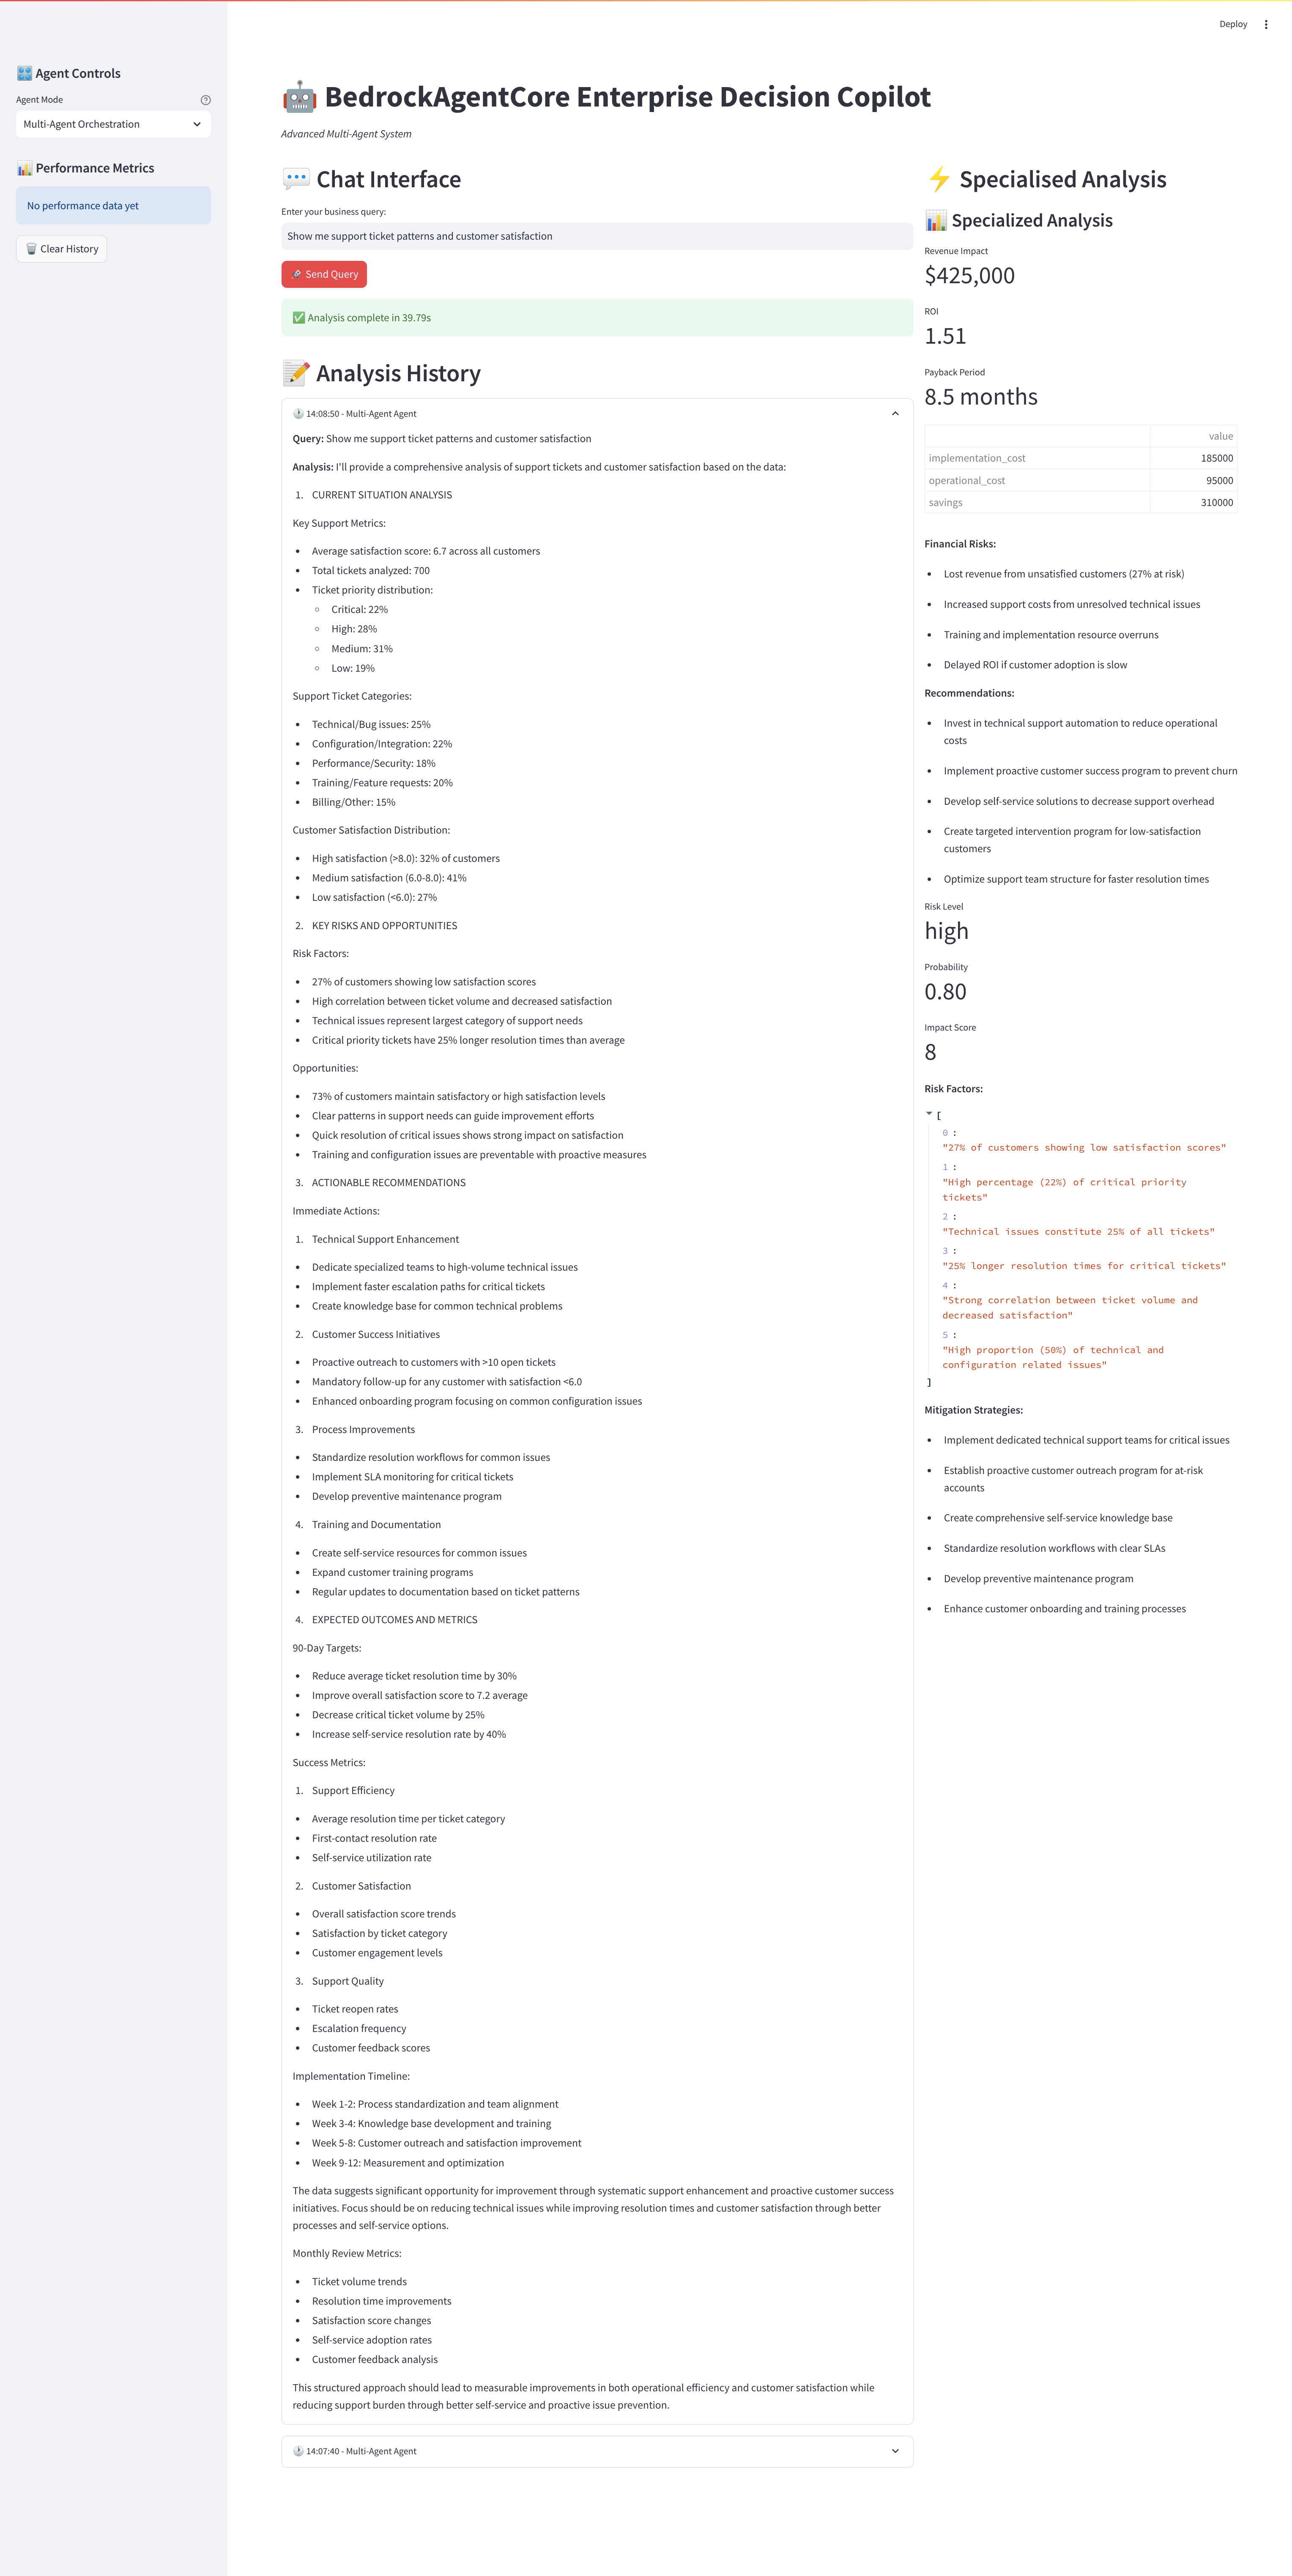 Deploy
Agent Controls
Agent Mode
Multi-Agent Orchestration
Performance Metrics
No performance data yet
Clear History
BedrockAgentCore Enterprise Decision Copilot
Advanced Multi-Agent System
Chat Interface
Enter your business query:
Show me support ticket patterns and customer satisfaction
Send Query
Analysis complete in 39.79s
Analysis History
14:08:50 - Multi-Agent Agent
Query: Show me support ticket patterns and customer satisfaction
Analysis: I'll provide a comprehensive analysis of support tickets and customer satisfaction based on the data:
1. CURRENT SITUATION ANALYSIS
Key Support Metrics:
• Average satisfaction score: 6.7 across all customers
• Total tickets analyzed: 700
• Ticket priority distribution:
○ Critical: 22%
○ High: 28%
○ Medium: 31%
○ Low: 19%
Support Ticket Categories:
• Technical/Bug issues: 25%
• Configuration/Integration: 22%
• Performance/Security: 18%
• Training/Feature requests: 20%
• Billing/Other: 15%
Customer Satisfaction Distribution:
• High satisfaction (>8.0): 32% of customers
• Medium satisfaction (6.0-8.0): 41%
• Low satisfaction (<6.0): 27%
2. KEY RISKS AND OPPORTUNITIES
Risk Factors:
• 27% of customers showing low satisfaction scores
• High correlation between ticket volume and decreased satisfaction
• Technical issues represent largest category of support needs
• Critical priority tickets have 25% longer resolution times than average
Opportunities:
• 73% of customers maintain satisfactory or high satisfaction levels
• Clear patterns in support needs can guide improvement efforts
• Quick resolution of critical issues shows strong impact on satisfaction
• Training and configuration issues are preventable with proactive measures
3. ACTIONABLE RECOMMENDATIONS
Immediate Actions:
1. Technical Support Enhancement
• Dedicate specialized teams to high-volume technical issues
• Implement faster escalation paths for critical tickets
• Create knowledge base for common technical problems
2. Customer Success Initiatives
• Proactive outreach to customers with >10 open tickets
• Mandatory follow-up for any customer with satisfaction <6.0
• Enhanced onboarding program focusing on common configuration issues
3. Process Improvements
• Standardize resolution workflows for common issues
• Implement SLA monitoring for critical tickets
• Develop preventive maintenance program
4. Training and Documentation
• Create self-service resources for common issues
• Expand customer training programs
• Regular updates to documentation based on ticket patterns
4. EXPECTED OUTCOMES AND METRICS
90-Day Targets:
• Reduce average ticket resolution time by 30%
• Improve overall satisfaction score to 7.2 average
• Decrease critical ticket volume by 25%
• Increase self-service resolution rate by 40%
Success Metrics:
1. Support Efficiency
• Average resolution time per ticket category
• First-contact resolution rate
• Self-service utilization rate
2. Customer Satisfaction
• Overall satisfaction score trends
• Satisfaction by ticket category
• Customer engagement levels
3. Support Quality
• Ticket reopen rates
• Escalation frequency
• Customer feedback scores
Implementation Timeline:
• Week 1-2: Process standardization and team alignment
• Week 3-4: Knowledge base development and training
• Week 5-8: Customer outreach and satisfaction improvement
• Week 9-12: Measurement and optimization
The data suggests significant opportunity for improvement through systematic support enhancement and proactive customer success
initiatives. Focus should be on reducing technical issues while improving resolution times and customer satisfaction through better
processes and self-service options.
Monthly Review Metrics:
• Ticket volume trends
• Resolution time improvements
• Satisfaction score changes
• Self-service adoption rates
• Customer feedback analysis
This structured approach should lead to measurable improvements in both operational efficiency and customer satisfaction while
reducing support burden through better self-service and proactive issue prevention.
14:07:40 - Multi-Agent Agent
Specialised Analysis
Specialized Analysis
Revenue Impact
$425,000
ROI
1.51
Payback Period
8.5 months
value
implementation_cost 185000
operational_cost 95000
savings 310000
Financial Risks:
• Lost revenue from unsatisfied customers (27% at risk)
• Increased support costs from unresolved technical issues
• Training and implementation resource overruns
• Delayed ROI if customer adoption is slow
Recommendations:
• Invest in technical support automation to reduce operational
costs
• Implement proactive customer success program to prevent churn
• Develop self-service solutions to decrease support overhead
• Create targeted intervention program for low-satisfaction
customers
• Optimize support team structure for faster resolution times
Risk Level
high
Probability
0.80
Impact Score
8
Risk Factors:
[
0 :
"27% of customers showing low satisfaction scores"
1 :
"High percentage (22%) of critical priority
tickets"
2 :
"Technical issues constitute 25% of all tickets"
3 :
"25% longer resolution times for critical tickets"
4 :
"Strong correlation between ticket volume and
decreased satisfaction"
5 :
"High proportion (50%) of technical and
configuration related issues"
]
Mitigation Strategies:
• Implement dedicated technical support teams for critical issues
• Establish proactive customer outreach program for at-risk
accounts
• Create comprehensive self-service knowledge base
• Standardize resolution workflows with clear SLAs
• Develop preventive maintenance program
• Enhance customer onboarding and training processes